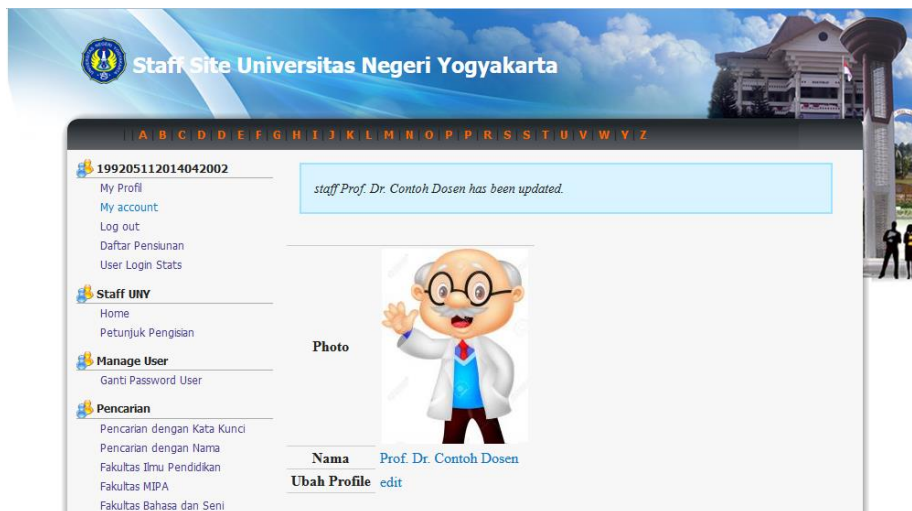 Staff Site Universitas Negeri Yogyakarta
A B C D D E F G H I J K L M N O P P R S S T U V W Y Z
199205112014042002
My Profil
My account
Log out
Daftar Pensiunan
User Login Stats
Staff UNY
Home
Petunjuk Pengisian
Manage User
Ganti Password User
Pencarian
Pencarian dengan Kata Kunci
Pencarian dengan Nama
Fakultas Ilmu Pendidikan
Fakultas MIPA
Fakultas Bahasa dan Seni
staff Prof. Dr. Contoh Dosen has been updated.
Photo
Nama Prof. Dr. Contoh Dosen
Ubah Profile edit